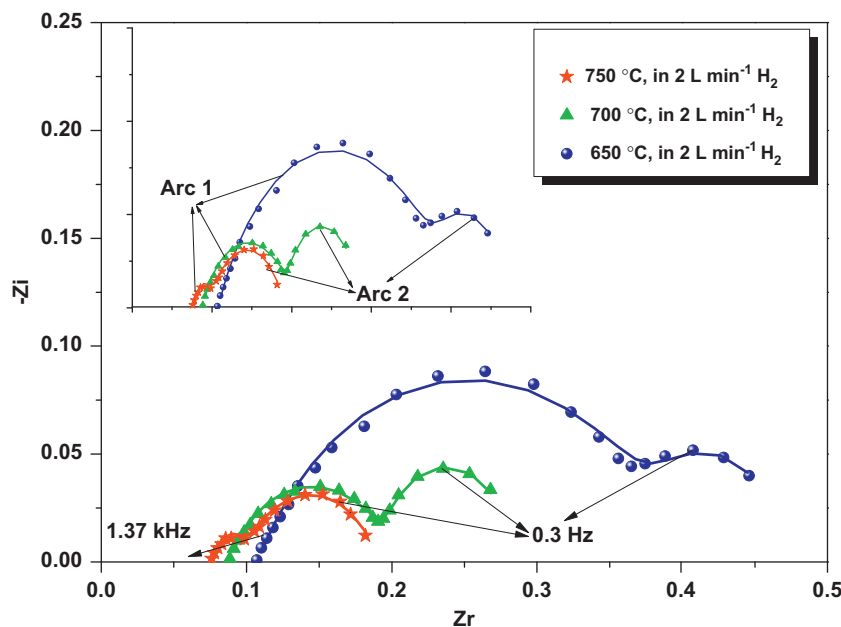 0.25
0.20
0.15
0.10
0.05
0.00
-Zi
750 °C, in 2 L min⁻¹ H₂
700 °C, in 2 L min⁻¹ H₂
650 °C, in 2 L min⁻¹ H₂
Arc 1
Arc 2
1.37 kHz
0.3 Hz
0.0
0.1
0.2
0.3
0.4
0.5
Zr